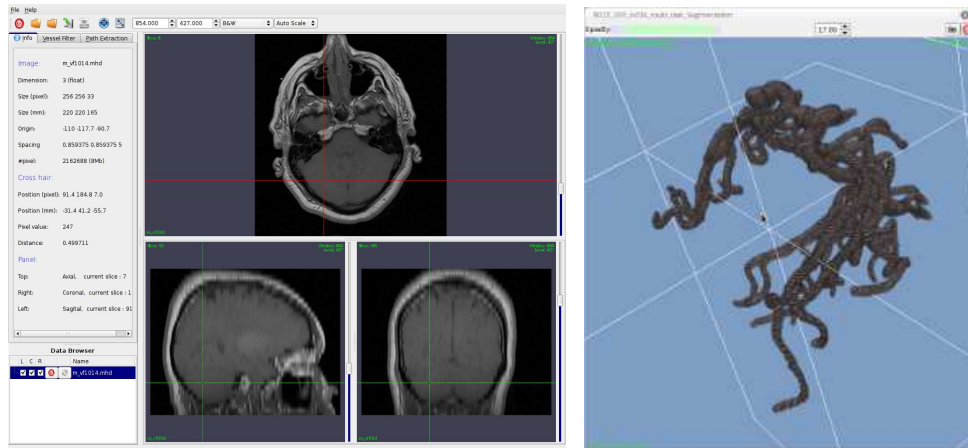 File Help
854.000 427.000 B&W Auto Scale
Info Vessel Filter Path Extraction
Image: m_vf1014.mhd
Dimension: 3 (float)
Size (pixel): 256 256 33
Size (mm): 220 220 165
Origin: -110 -117.7 -90.7
Spacing 0.859375 0.859375 5
#pixel: 2162688 (8Mb)
Cross hair:
Position (pixel): 91.4 184.8 7.0
Position (mm): -31.4 41.2 -55.7
Pixel value: 247
Distance: 0.499711
Panel:
Top: Axial, current slice : 7
Right: Coronal, current slice : 1
Left: Sagital, current slice : 91
Data Browser
L C R Name
m_vf1014.mhd
Opacity
17.00